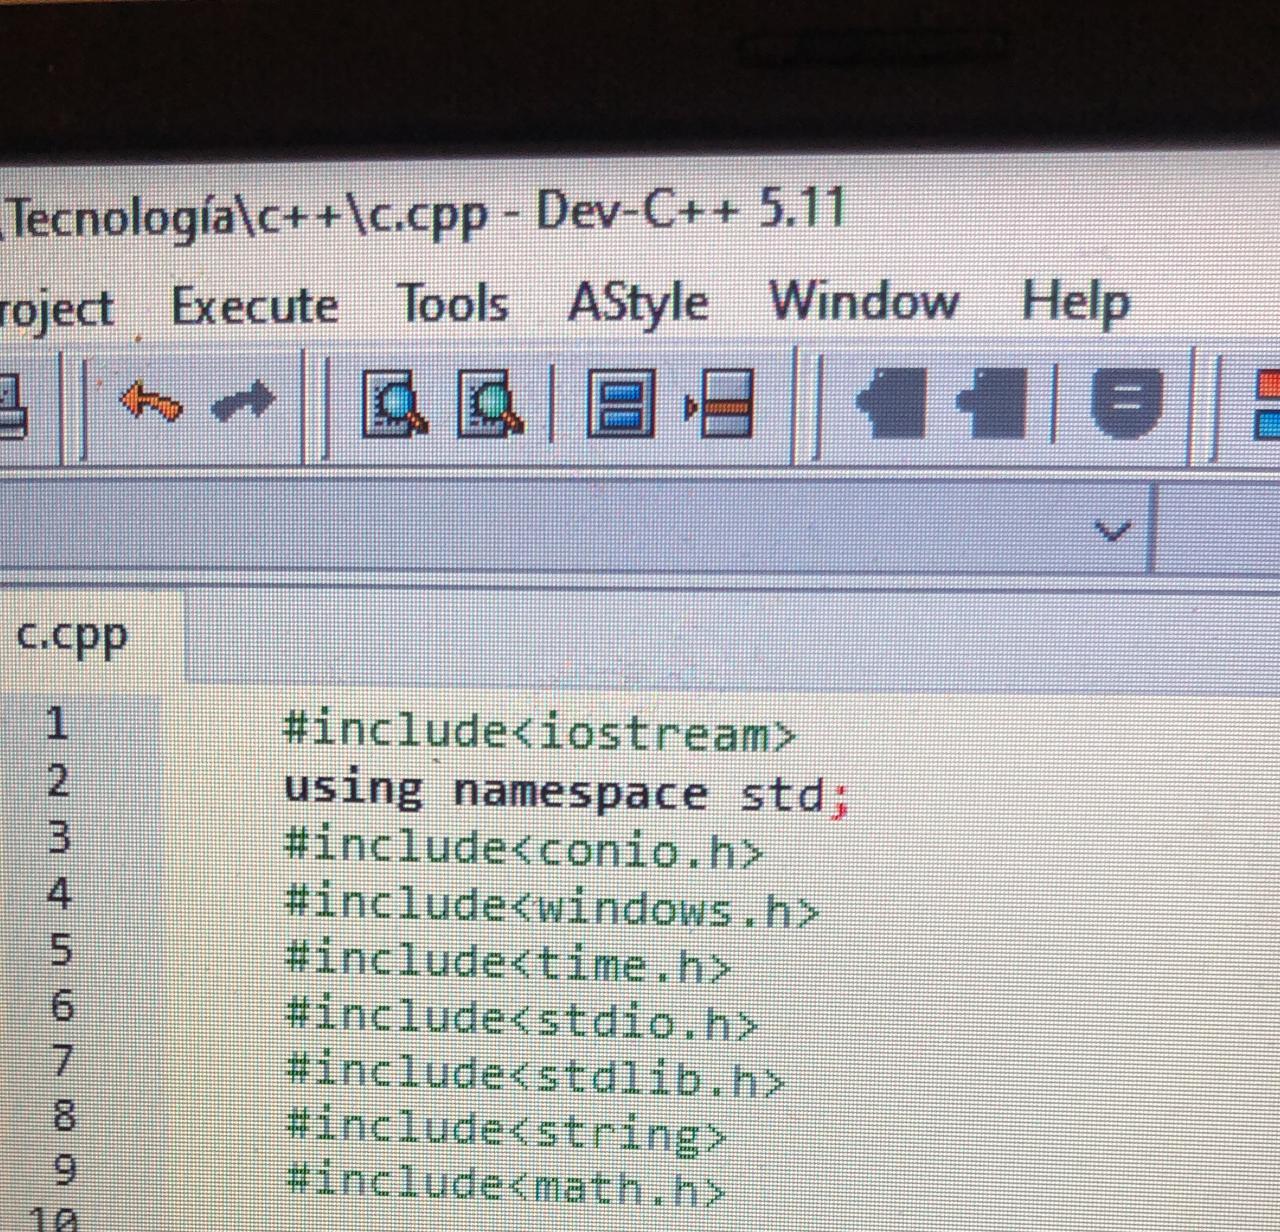 \Tecnología\c++\c.cpp - Dev-C++ 5.11
roject Execute Tools AStyle Window Help
c.cpp
1 #include<iostream>
2 using namespace std;
3 #include<conio.h>
4 #include<windows.h>
5 #include<time.h>
6 #include<stdio.h>
7 #include<stdlib.h>
8 #include<string>
9 #include<math.h>
10